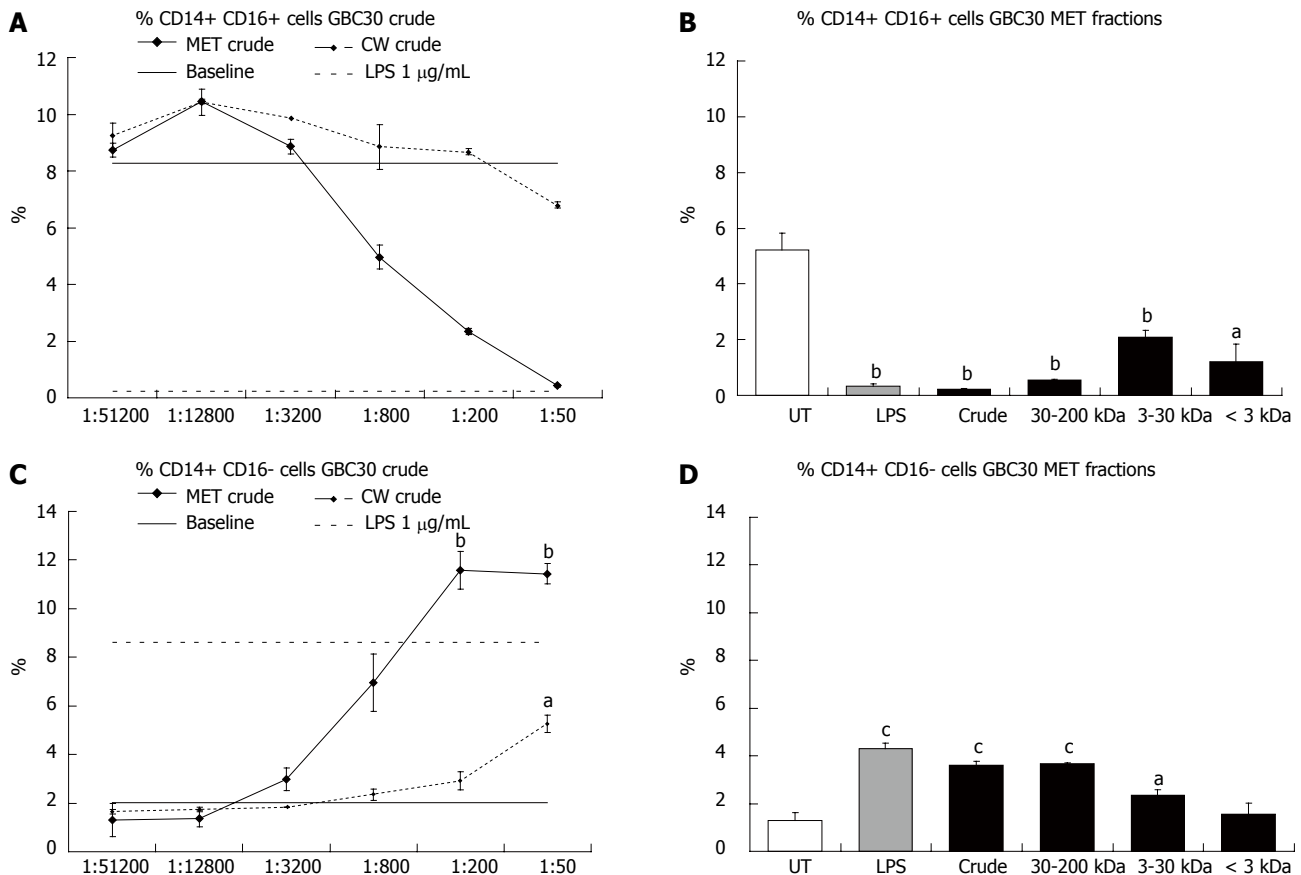 A
% CD14+ CD16+ cells GBC30 crude
MET crude
CW crude
Baseline
LPS 1 µg/mL
12
10
8
6
4
2
0
%
1:51200 1:12800 1:3200 1:800 1:200 1:50
B
% CD14+ CD16+ cells GBC30 MET fractions
12
10
8
6
4
2
0
%
b
b
b
b
a
UT LPS Crude 30-200 kDa 3-30 kDa < 3 kDa
C
% CD14+ CD16- cells GBC30 crude
MET crude
CW crude
Baseline
LPS 1 µg/mL
14
12
10
8
6
4
2
0
%
b
b
a
1:51200 1:12800 1:3200 1:800 1:200 1:50
D
% CD14+ CD16- cells GBC30 MET fractions
14
12
10
8
6
4
2
0
%
c
c
c
a
UT LPS Crude 30-200 kDa 3-30 kDa < 3 kDa